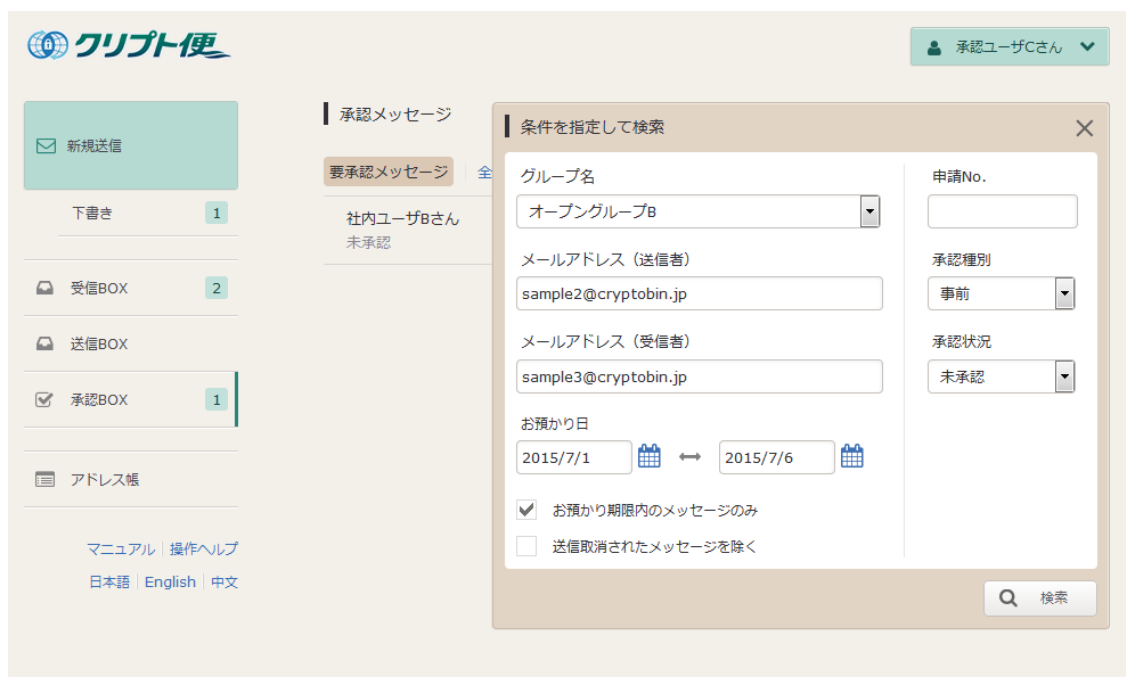 クリプト便
承認ユーザCさん
新規送信
下書き 1
受信BOX 2
送信BOX
承認BOX 1
アドレス帳
マニュアル 操作ヘルプ
日本語 English 中文
承認メッセージ
要承認メッセージ 全
社内ユーザBさん
未承認
条件を指定して検索
グループ名
オープングループB
メールアドレス（送信者）
sample2@cryptobin.jp
メールアドレス（受信者）
sample3@cryptobin.jp
お預かり日
2015/7/1 2015/7/6
お預かり期限内のメッセージのみ
送信取消されたメッセージを除く
申請No.
承認種別
事前
承認状況
未承認
検索